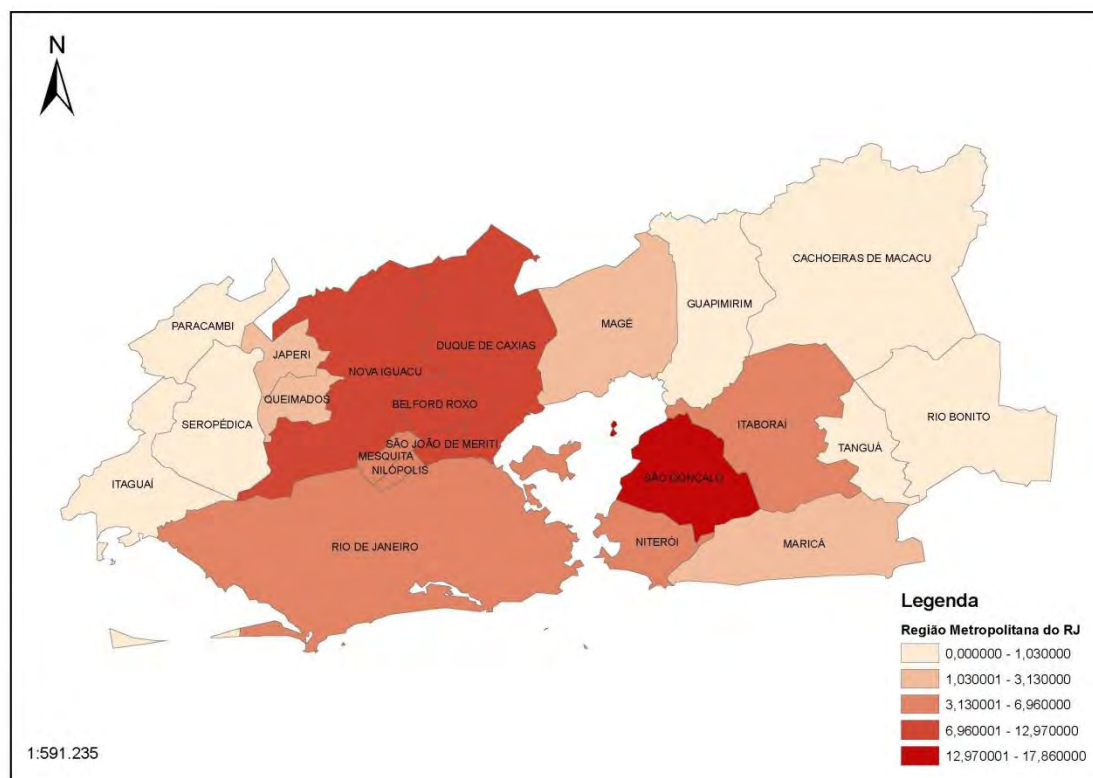 N
CACHOEIRAS DE MACACU
GUAPIMIRIM
PARACAMBI
MAGÉ
DUQUE DE CAXIAS
JAPERI
NOVA IGUACU
QUEIMADOS
BELFORD ROXO
RIO BONITO
SEROPÉDICA
ITABORAÍ
SÃO JOÃO DE MERITI
TANGUÁ
MESQUITA
NILÓPOLIS
SÃO GONÇALO
ITAGUAÍ
RIO DE JANEIRO
NITERÓI
MARICÁ
Legenda
Região Metropolitana do RJ
0,000000 - 1,030000
1,030001 - 3,130000
3,130001 - 6,960000
6,960001 - 12,970000
12,970001 - 17,860000
1:591.235